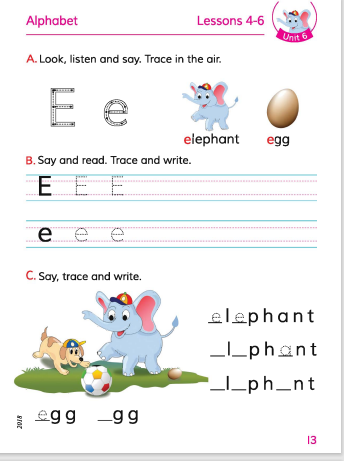 Alphabet Lessons 4-6
Unit 6
A. Look, listen and say. Trace in the air.
E e
elephant egg
B. Say and read. Trace and write.
E E E
e e e
C. Say, trace and write.
elephant
_l_phant
_l_ph_nt
egg _gg
2018
13